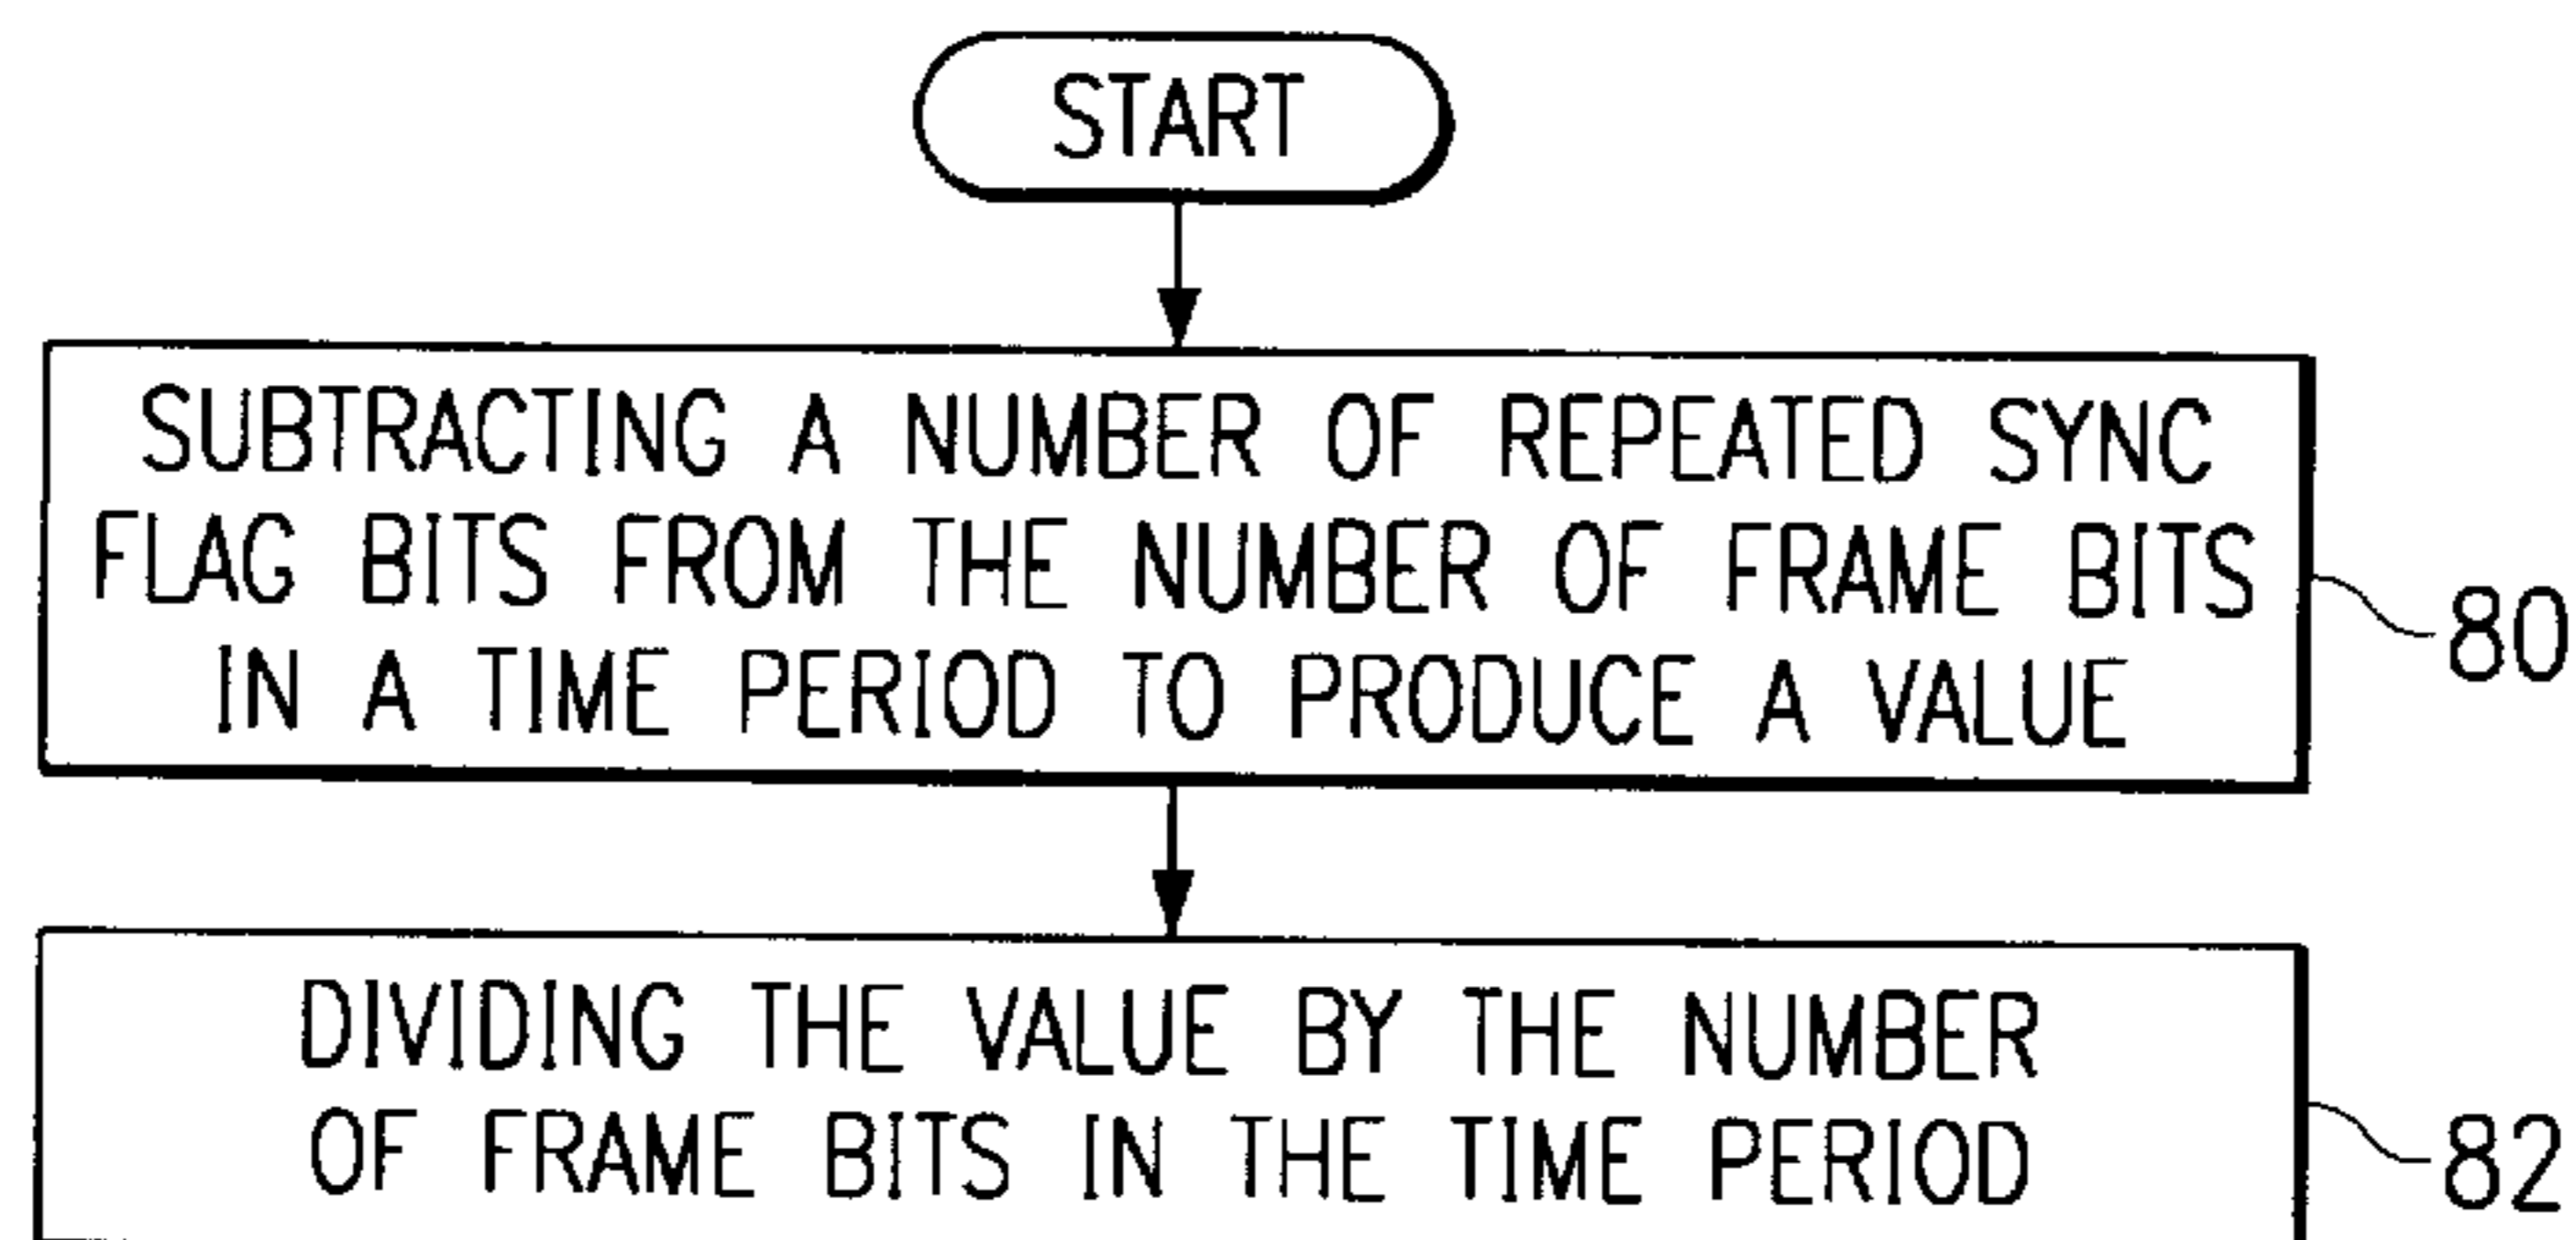 START
SUBTRACTING A NUMBER OF REPEATED SYNC
FLAG BITS FROM THE NUMBER OF FRAME BITS
IN A TIME PERIOD TO PRODUCE A VALUE
80
DIVIDING THE VALUE BY THE NUMBER
OF FRAME BITS IN THE TIME PERIOD
82